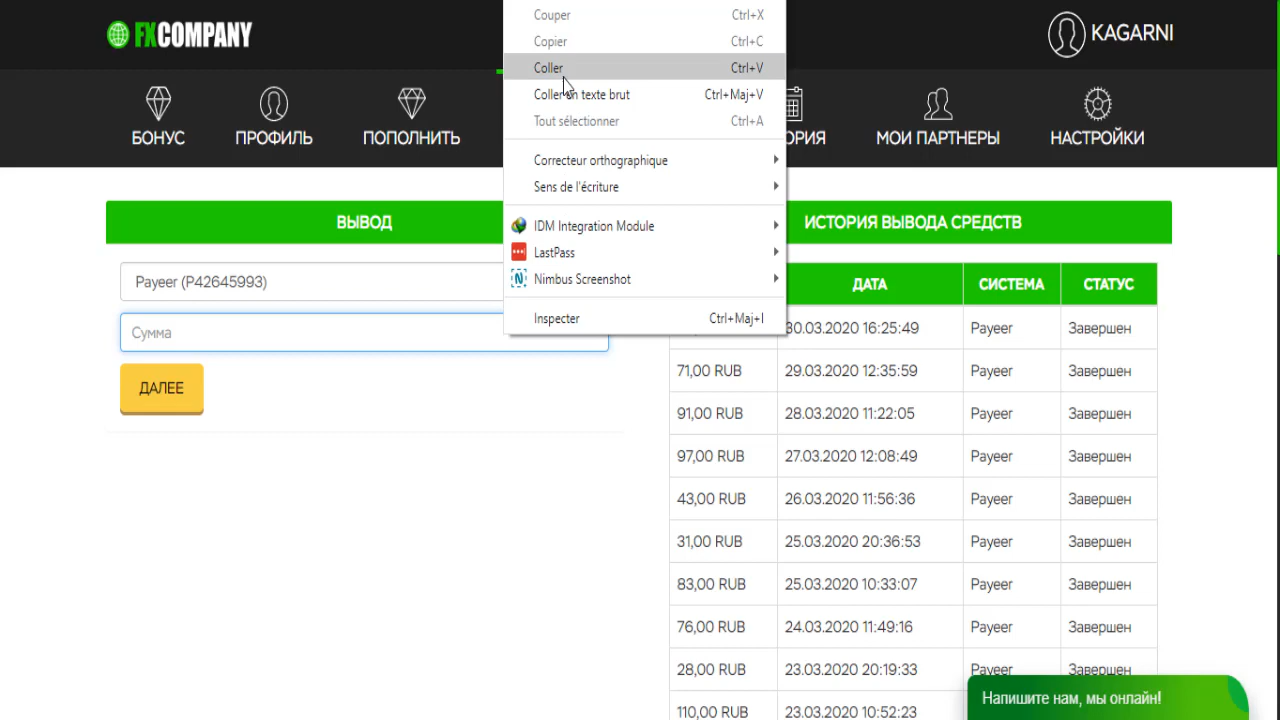 FXCOMPANY
KAGARNI
БОНУС
ПРОФИЛЬ
ПОПОЛНИТЬ
ОРИЯ
МОИ ПАРТНЕРЫ
НАСТРОЙКИ
Couper Ctrl+X
Copier Ctrl+C
Coller Ctrl+V
Coller en texte brut Ctrl+Maj+V
Tout sélectionner Ctrl+A
Correcteur orthographique
Sens de l'écriture
IDM Integration Module
LastPass
Nimbus Screenshot
Inspecter Ctrl+Maj+I
ВЫВОД
Payeer (P42645993)
Сумма
ДАЛЕЕ
ИСТОРИЯ ВЫВОДА СРЕДСТВ
ДАТА СИСТЕМА СТАТУС
30.03.2020 16:25:49 Payeer Завершен
71,00 RUB 29.03.2020 12:35:59 Payeer Завершен
91,00 RUB 28.03.2020 11:22:05 Payeer Завершен
97,00 RUB 27.03.2020 12:08:49 Payeer Завершен
43,00 RUB 26.03.2020 11:56:36 Payeer Завершен
31,00 RUB 25.03.2020 20:36:53 Payeer Завершен
83,00 RUB 25.03.2020 10:33:07 Payeer Завершен
76,00 RUB 24.03.2020 11:49:16 Payeer Завершен
28,00 RUB 23.03.2020 20:19:33 Payeer Завершен
110,00 RUB 23.03.2020 10:52:23
Напишите нам, мы онлайн!